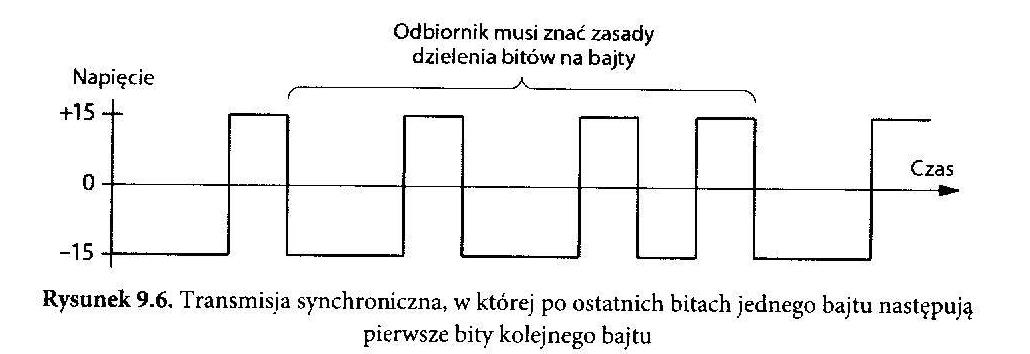 Odbiornik musi znać zasady
dzielenia bitów na bajty
Napięcie
+15
0
Czas
–15
Rysunek 9.6. Transmisja synchroniczna, w której po ostatnich bitach jednego bajtu następują
pierwsze bity kolejnego bajtu